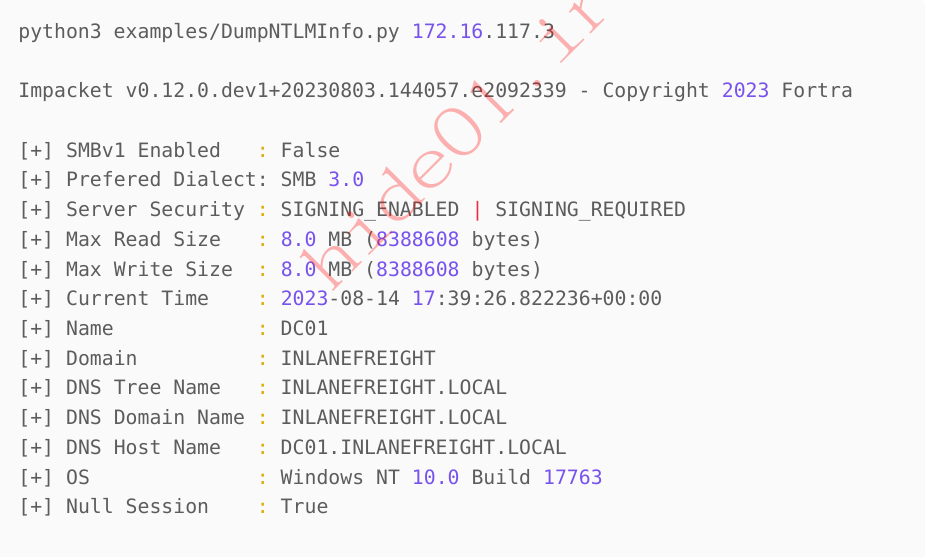 python3 examples/DumpNTLMInfo.py 172.16.117.3
Impacket v0.12.0.dev1+20230803.144057.e2092339 - Copyright 2023 Fortra
[+] SMBv1 Enabled   : False
[+] Prefered Dialect: SMB 3.0
[+] Server Security : SIGNING_ENABLED | SIGNING_REQUIRED
[+] Max Read Size   : 8.0 MB (8388608 bytes)
[+] Max Write Size  : 8.0 MB (8388608 bytes)
[+] Current Time    : 2023-08-14 17:39:26.822236+00:00
[+] Name            : DC01
[+] Domain          : INLANEFREIGHT
[+] DNS Tree Name   : INLANEFREIGHT.LOCAL
[+] DNS Domain Name : INLANEFREIGHT.LOCAL
[+] DNS Host Name   : DC01.INLANEFREIGHT.LOCAL
[+] OS              : Windows NT 10.0 Build 17763
[+] Null Session    : True
hide01.ir